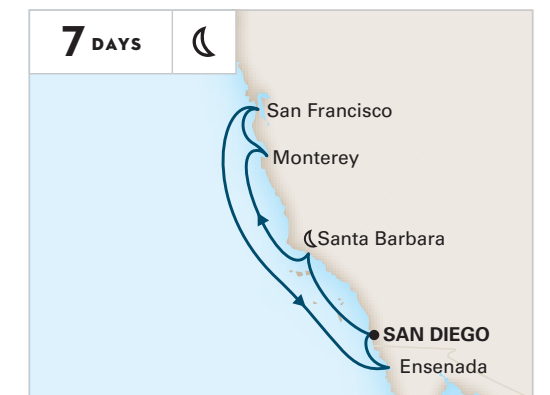 7 DAYS
San Francisco
Monterey
Santa Barbara
SAN DIEGO
Ensenada